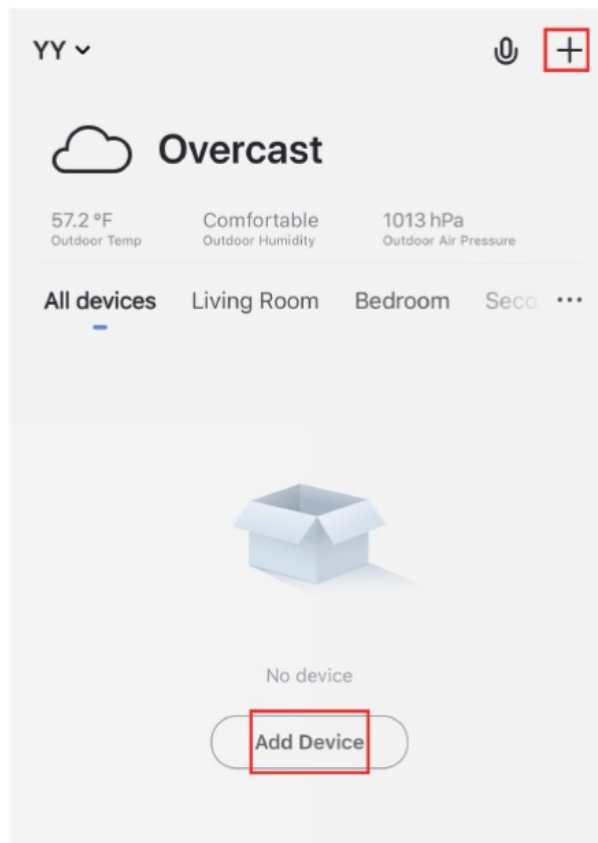 YY
Overcast
57.2 °F Comfortable 1013 hPa
Outdoor Temp Outdoor Humidity Outdoor Air Pressure
All devices Living Room Bedroom Seco ...
No device
Add Device